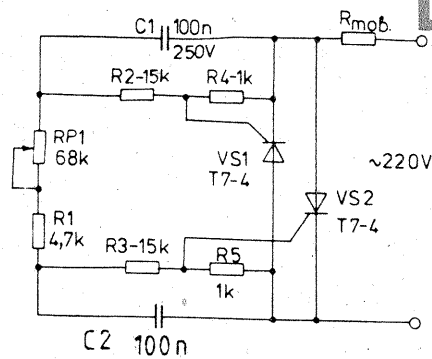 C1 100n
250V
Rтов.
R2-15k R4-1k
RP1
68k
VS1
T7-4
~220V
VS2
T7-4
R1
4,7k
R3-15k
R5
1k
C2 100n